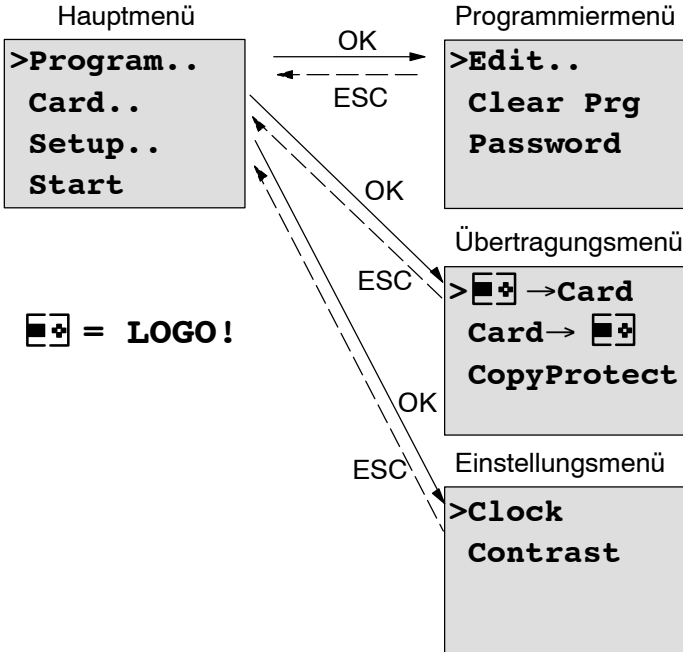 Hauptmenü
>Program..
Card..
Setup..
Start
OK
ESC
Programmiermenü
>Edit..
Clear Prg
Password
OK
ESC
Übertragungsmenü
> →Card
Card→
CopyProtect
= LOGO!
OK
ESC
Einstellungsmenü
>Clock
Contrast